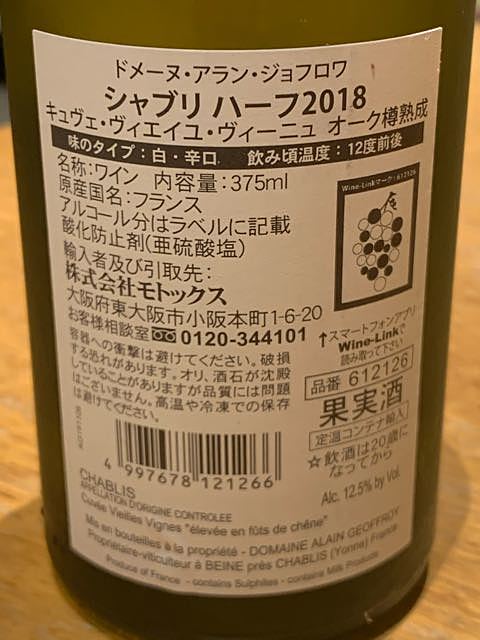 ドメーヌ・アラン・ジョフロワ
シャブリ ハーフ2018
キュヴェ・ヴィエイユ・ヴィーニュ オーク樽熟成
味のタイプ：白・辛口 飲み頃温度：12度前後
名称：ワイン 内容量：375ml
原産国名：フランス
アルコール分はラベルに記載
酸化防止剤(亜硫酸塩)
輸入者及び引取先：
株式会社モトックス
大阪府東大阪市小阪本町1-6-20
お客様相談室 0120-344101
容器への衝撃は避けてください。破損
する恐れがあります。オリ、酒石が沈殿
していることがありますが品質には問題
はございません。高温や冷凍での保存
は避けてください。
Wine-Linkマーク：612126
↑スマートフォンアプリ
Wine-Linkで
読み取って下さい
品番 612126
果実酒
定温コンテナ輸入
☆飲酒は20歳に
なってから
4 997678 121266
Alc. 12.5% by Vol.
CHABLIS
APPELLATION D'ORIGINE CONTROLEE
Cuvée Vieilles Vignes "élevée en fûts de chêne"
Mis en bouteilles à la propriété - DOMAINE ALAIN GEOFFROY
Propriétaire-viticulteur à BEINE près CHABLIS (Yonne) France
Produce of France - contains Sulphites - contains Milk Products